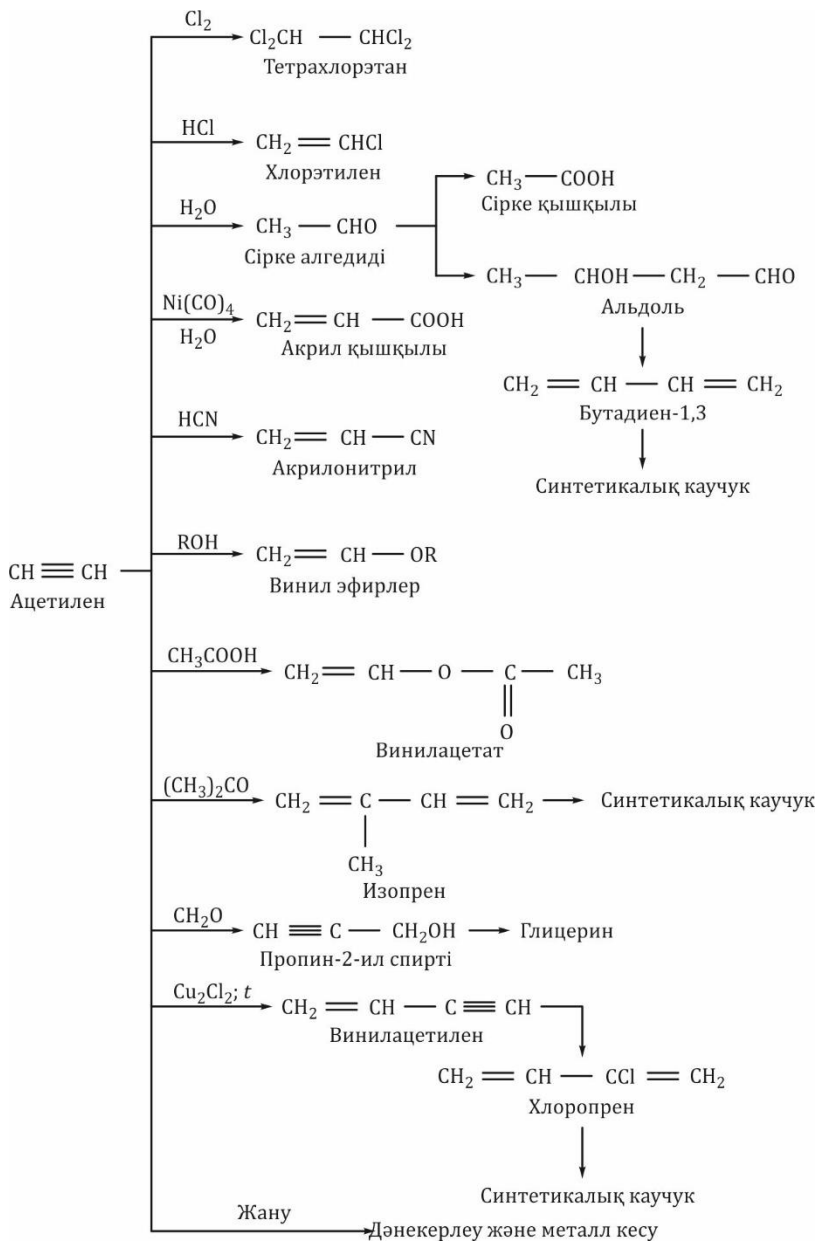 Cl₂
Cl₂CH — CHCl₂
Тетрахлорэтан
HCl
CH₂ = CHCl
Хлорэтилен
H₂O
CH₃ — CHO
Сірке алгедиді
CH₃ — COOH
Сірке қышқылы
CH₃ — CHOH — CH₂ — CHO
Альдоль
Ni(CO)₄
H₂O
CH₂ = CH — COOH
Акрил қышқылы
CH₂ = CH — CH = CH₂
Бутадиен-1,3
Синтетикалық каучук
HCN
CH₂ = CH — CN
Акрилонитрил
ROH
CH₂ = CH — OR
Винил эфирлер
CH ≡ CH
Ацетилен
CH₃COOH
CH₂ = CH — O — C — CH₃
O
Винилацетат
(CH₃)₂CO
CH₂ = C — CH = CH₂
Синтетикалық каучук
CH₃
Изопрен
CH₂O
CH ≡ C — CH₂OH
Глицерин
Пропин-2-ил спирті
Cu₂Cl₂; t
CH₂ = CH — C ≡ CH
Винилацетилен
CH₂ = CH — CCl = CH₂
Хлоропрен
Синтетикалық каучук
Жану
Дәнекерлеу және металл кесу